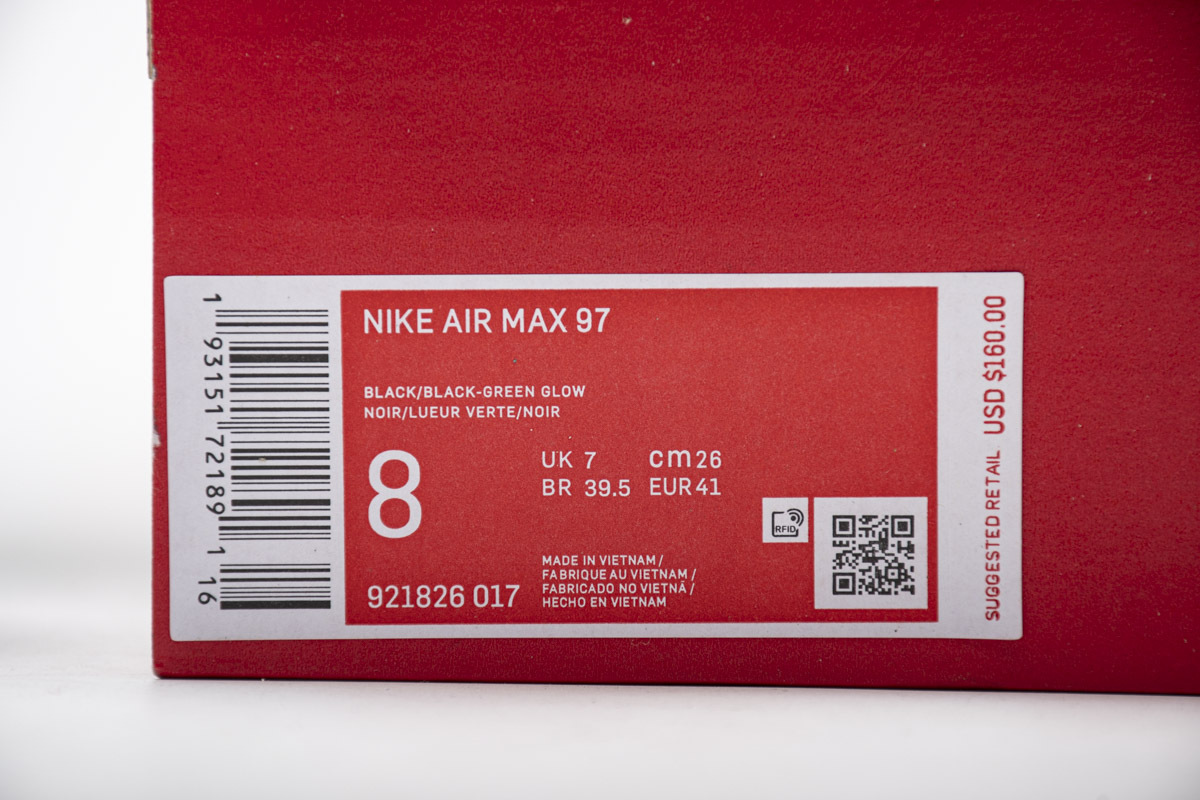 NIKE AIR MAX 97
BLACK/BLACK-GREEN GLOW
NOIR/LUEUR VERTE/NOIR
8
UK 7 cm 26
BR 39.5 EUR 41
921826 017
MADE IN VIETNAM /
FABRIQUE AU VIETNAM /
FABRICADO NO VIETNÃ /
HECHO EN VIETNAM
RFID
1 93151 72189 1 16
SUGGESTED RETAIL USD $160.00